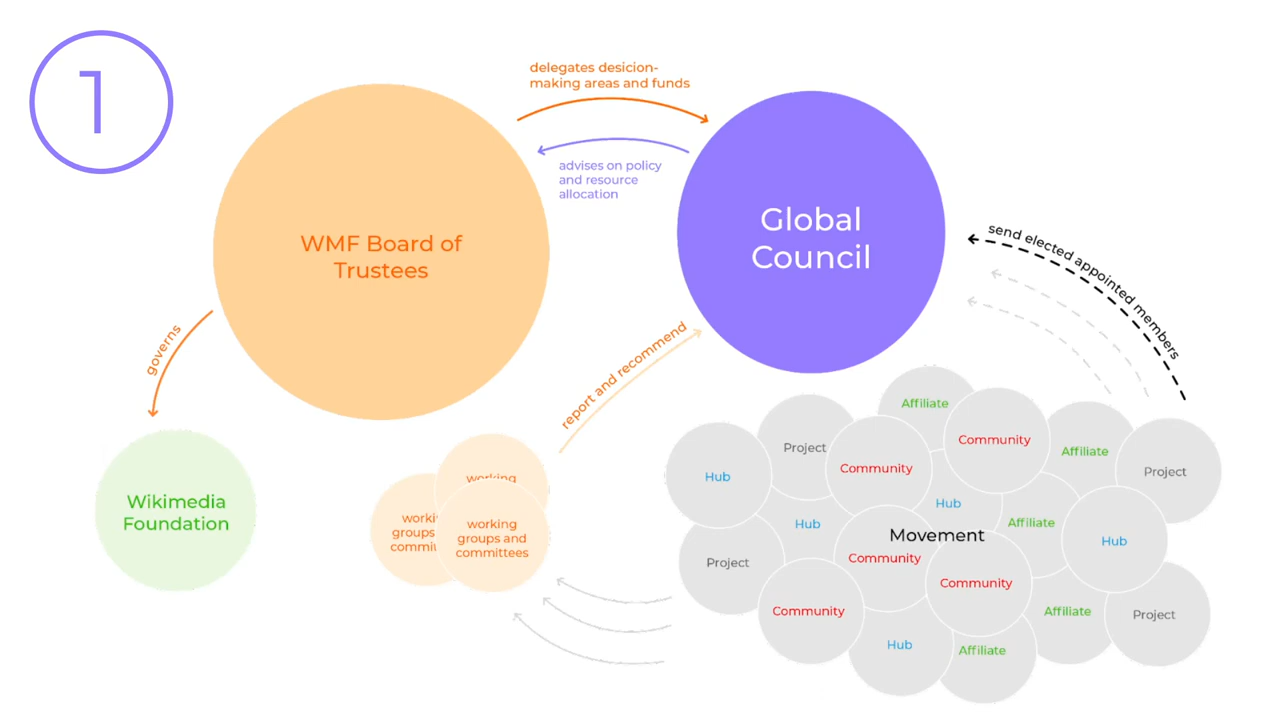 1
delegates desicion-
making areas and funds
advises on policy
and resource
allocation
WMF Board of
Trustees
Global
Council
send elected appointed members
governs
report and recommend
Wikimedia
Foundation
working
groups
working
groups and
committees
Affiliate
Community
Project
Affiliate
Community
Project
Hub
Hub
Hub
Affiliate
Movement
Hub
Community
Project
Community
Community
Affiliate
Project
Hub
Affiliate